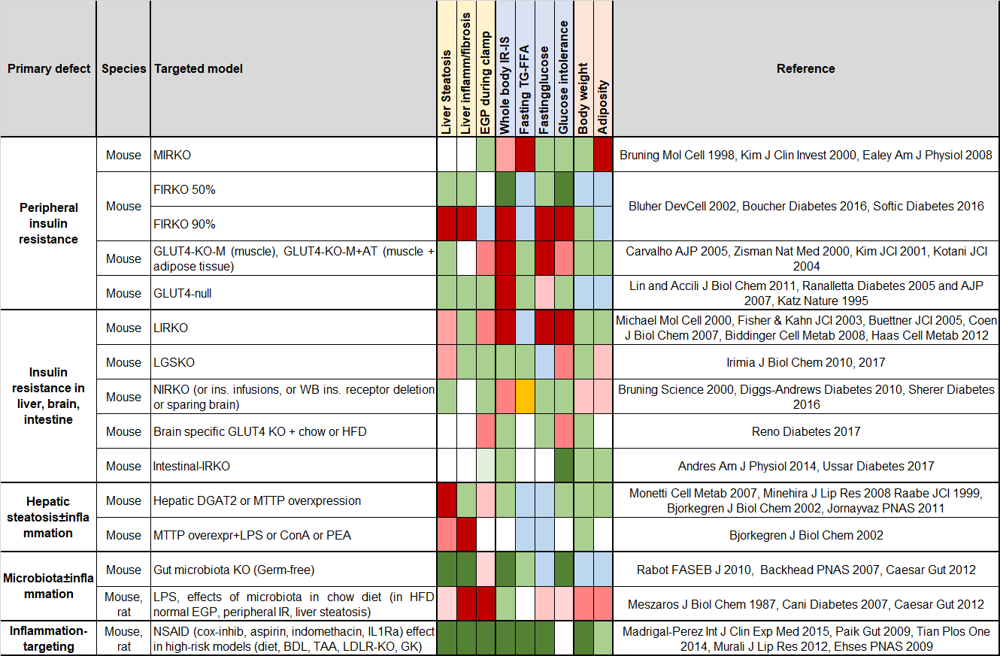 Primary defect
Species
Targeted model
Liver Steatosis
Liver inflamm/fibrosis
EGP during clamp
Whole body IR-IS
Fasting TG-FFA
Fastingglucose
Glucose intolerance
Body weight
Adiposity
Reference
Peripheral
insulin
resistance
Mouse
MIRKO
Bruning Mol Cell 1998, Kim J Clin Invest 2000, Ealey Am J Physiol 2008
Mouse
FIRKO 50%
FIRKO 90%
Bluher DevCell 2002, Boucher Diabetes 2016, Softic Diabetes 2016
Mouse
GLUT4-KO-M (muscle), GLUT4-KO-M+AT (muscle +
adipose tissue)
Carvalho AJP 2005, Zisman Nat Med 2000, Kim JCI 2001, Kotani JCI
2004
Mouse
GLUT4-null
Lin and Accili J Biol Chem 2011, Ranalletta Diabetes 2005 and AJP
2007, Katz Nature 1995
Insulin
resistance in
liver, brain,
intestine
Mouse
LIRKO
Michael Mol Cell 2000, Fisher & Kahn JCI 2003, Buettner JCI 2005, Coen
J Biol Chem 2007, Biddinger Cell Metab 2008, Haas Cell Metab 2012
Mouse
LGSKO
Irimia J Biol Chem 2010, 2017
Mouse
NIRKO (or ins. infusions, or WB ins. receptor deletion
or sparing brain)
Bruning Science 2000, Diggs-Andrews Diabetes 2010, Sherer Diabetes
2016
Mouse
Brain specific GLUT4 KO + chow or HFD
Reno Diabetes 2017
Mouse
Intestinal-IRKO
Andres Am J Physiol 2014, Ussar Diabetes 2017
Hepatic
steatosis±infla
mmation
Mouse
Hepatic DGAT2 or MTTP overxpression
Monetti Cell Metab 2007, Minehira J Lip Res 2008 Raabe JCI 1999,
Bjorkegren J Biol Chem 2002, Jornayvaz PNAS 2011
Mouse
MTTP overexpr+LPS or ConA or PEA
Bjorkegren J Biol Chem 2002
Microbiota±infla
mmation
Mouse
Gut microbiota KO (Germ-free)
Rabot FASEB J 2010, Backhead PNAS 2007, Caesar Gut 2012
Mouse,
rat
LPS, effects of microbiota in chow diet (in HFD
normal EGP, peripheral IR, liver steatosis)
Meszaros J Biol Chem 1987, Cani Diabetes 2007, Caesar Gut 2012
Inflammation-
targeting
Mouse,
rat
NSAID (cox-inhib, aspirin, indomethacin, IL1Ra) effect
in high-risk models (diet, BDL, TAA, LDLR-KO, GK)
Madrigal-Perez Int J Clin Exp Med 2015, Paik Gut 2009, Tian Plos One
2014, Murali J Lip Res 2012, Ehses PNAS 2009